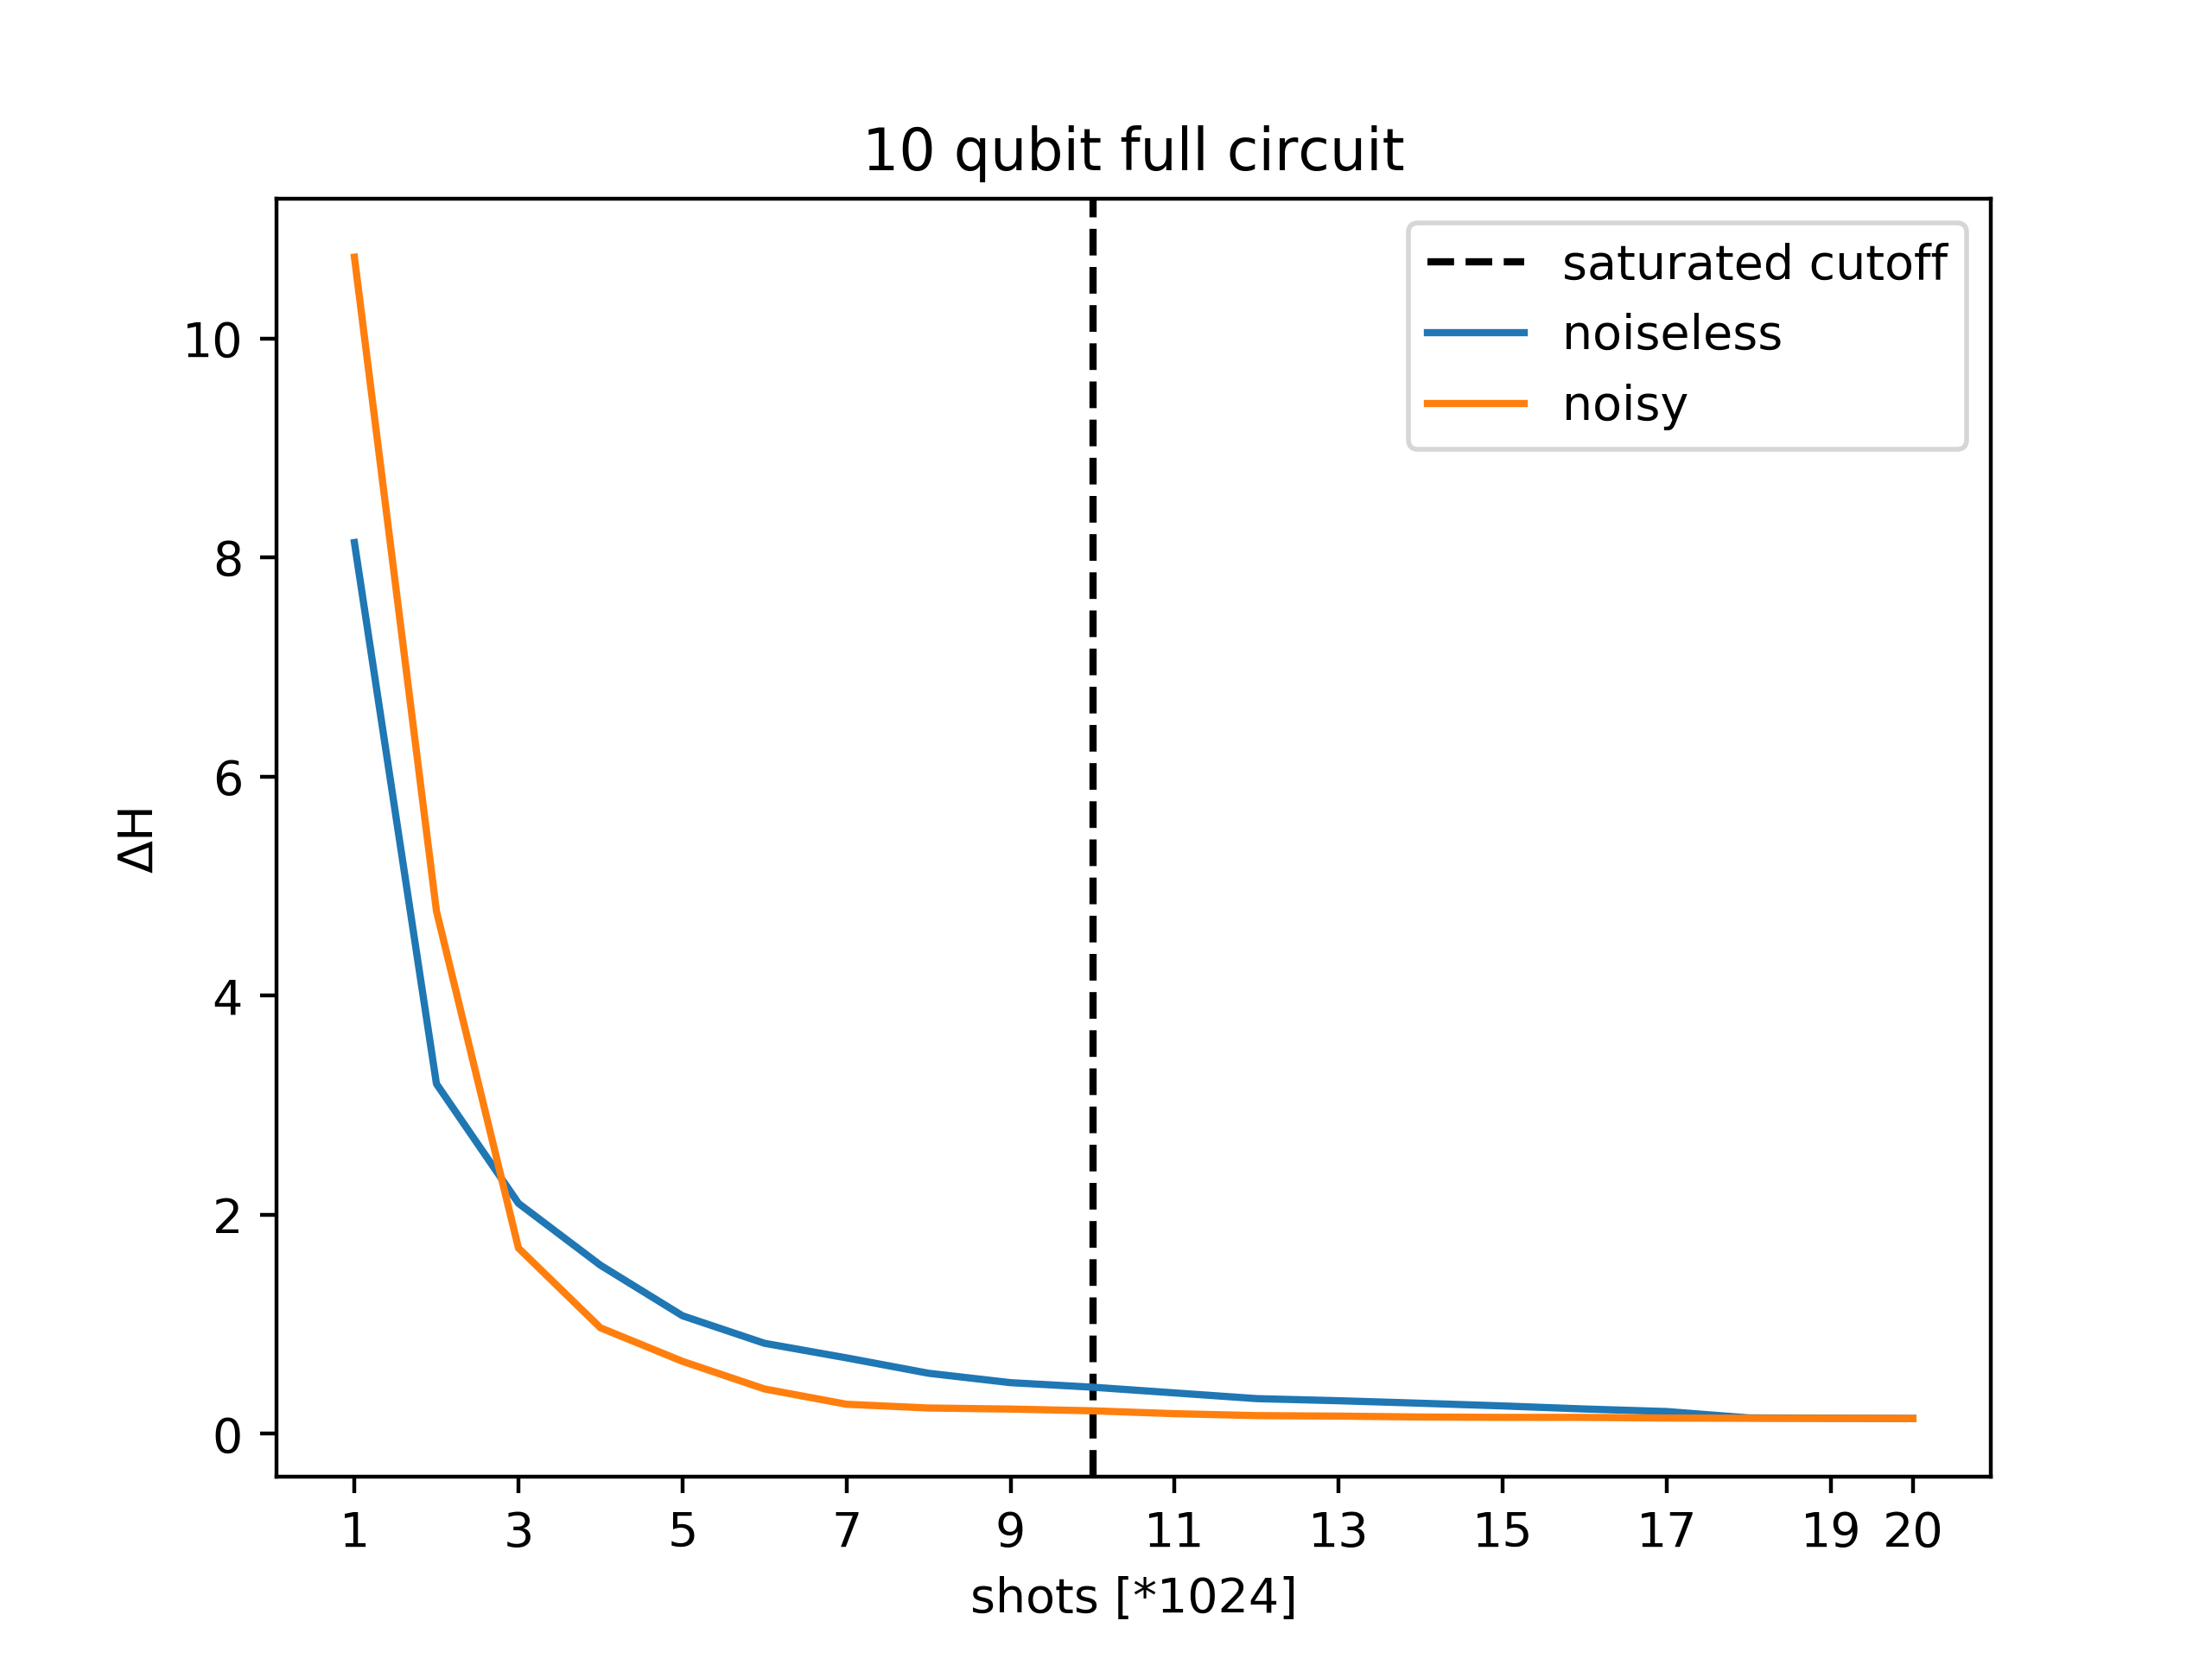 10 qubit full circuit
saturated cutoff
noiseless
noisy
10
8
6
4
2
0
ΔH
1 3 5 7 9 11 13 15 17 19 20
shots [*1024]